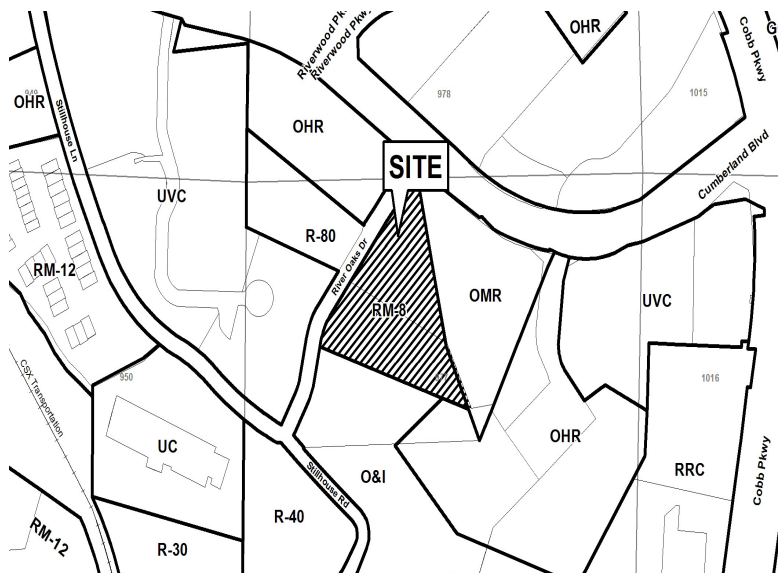 Riverwood Pkwy
Riverwood Pkwy
OHR
Cobb Pkwy
G
OHR
949
Stillhouse Ln
978
1015
OHR
SITE
Cumberland Blvd
UVC
R-80
River Oaks Dr
RM-12
OMR
UVC
RM-8
CSX Transportation
950
1016
UC
OHR
O&I
RRC
Stillhouse Rd
Cobb Pkwy
R-40
RM-12
R-30